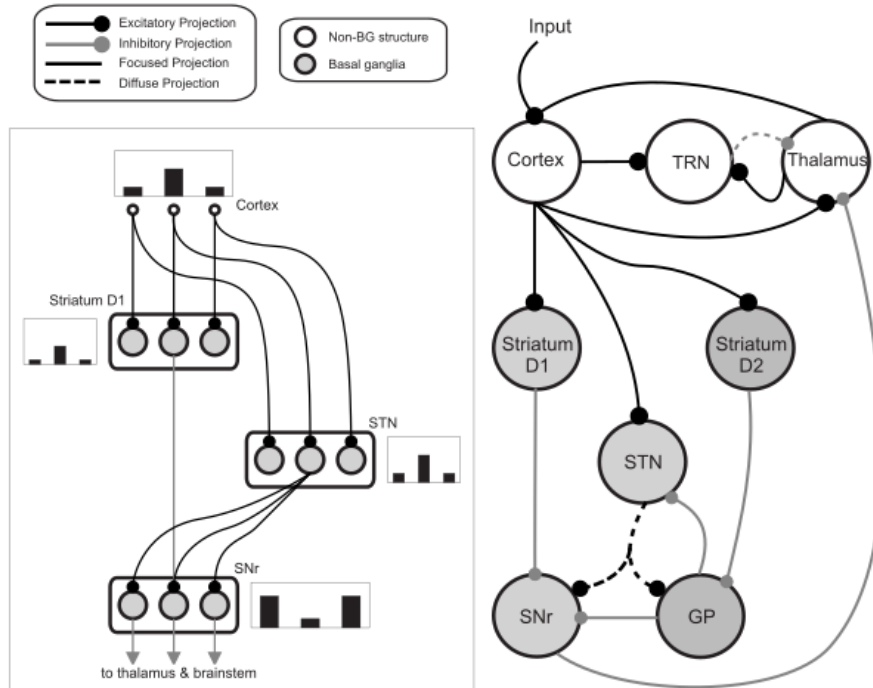 Excitatory Projection
Inhibitory Projection
Focused Projection
Diffuse Projection
Non-BG structure
Basal ganglia
Cortex
Striatum D1
STN
SNr
to thalamus & brainstem
Input
Cortex
TRN
Thalamus
Striatum
D1
Striatum
D2
STN
SNr
GP